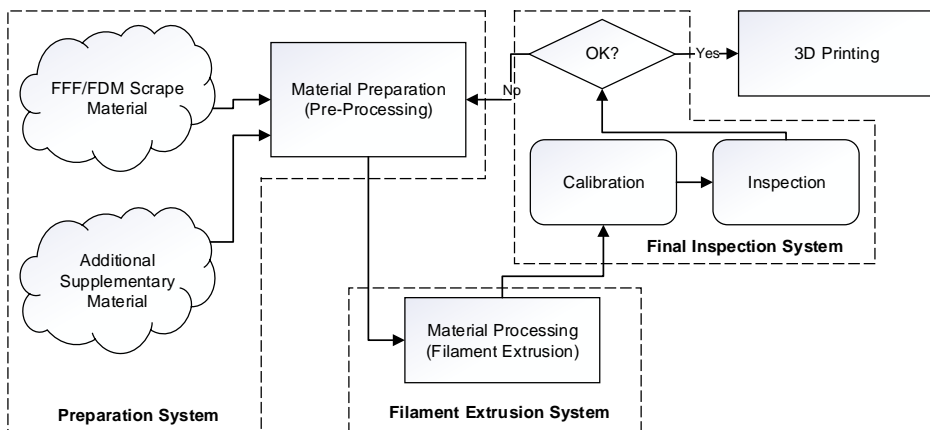 FFF/FDM Scrape
Material
Material Preparation
(Pre-Processing)
OK?
Yes
3D Printing
No
Calibration
Inspection
Final Inspection System
Additional
Supplementary
Material
Material Processing
(Filament Extrusion)
Preparation System
Filament Extrusion System